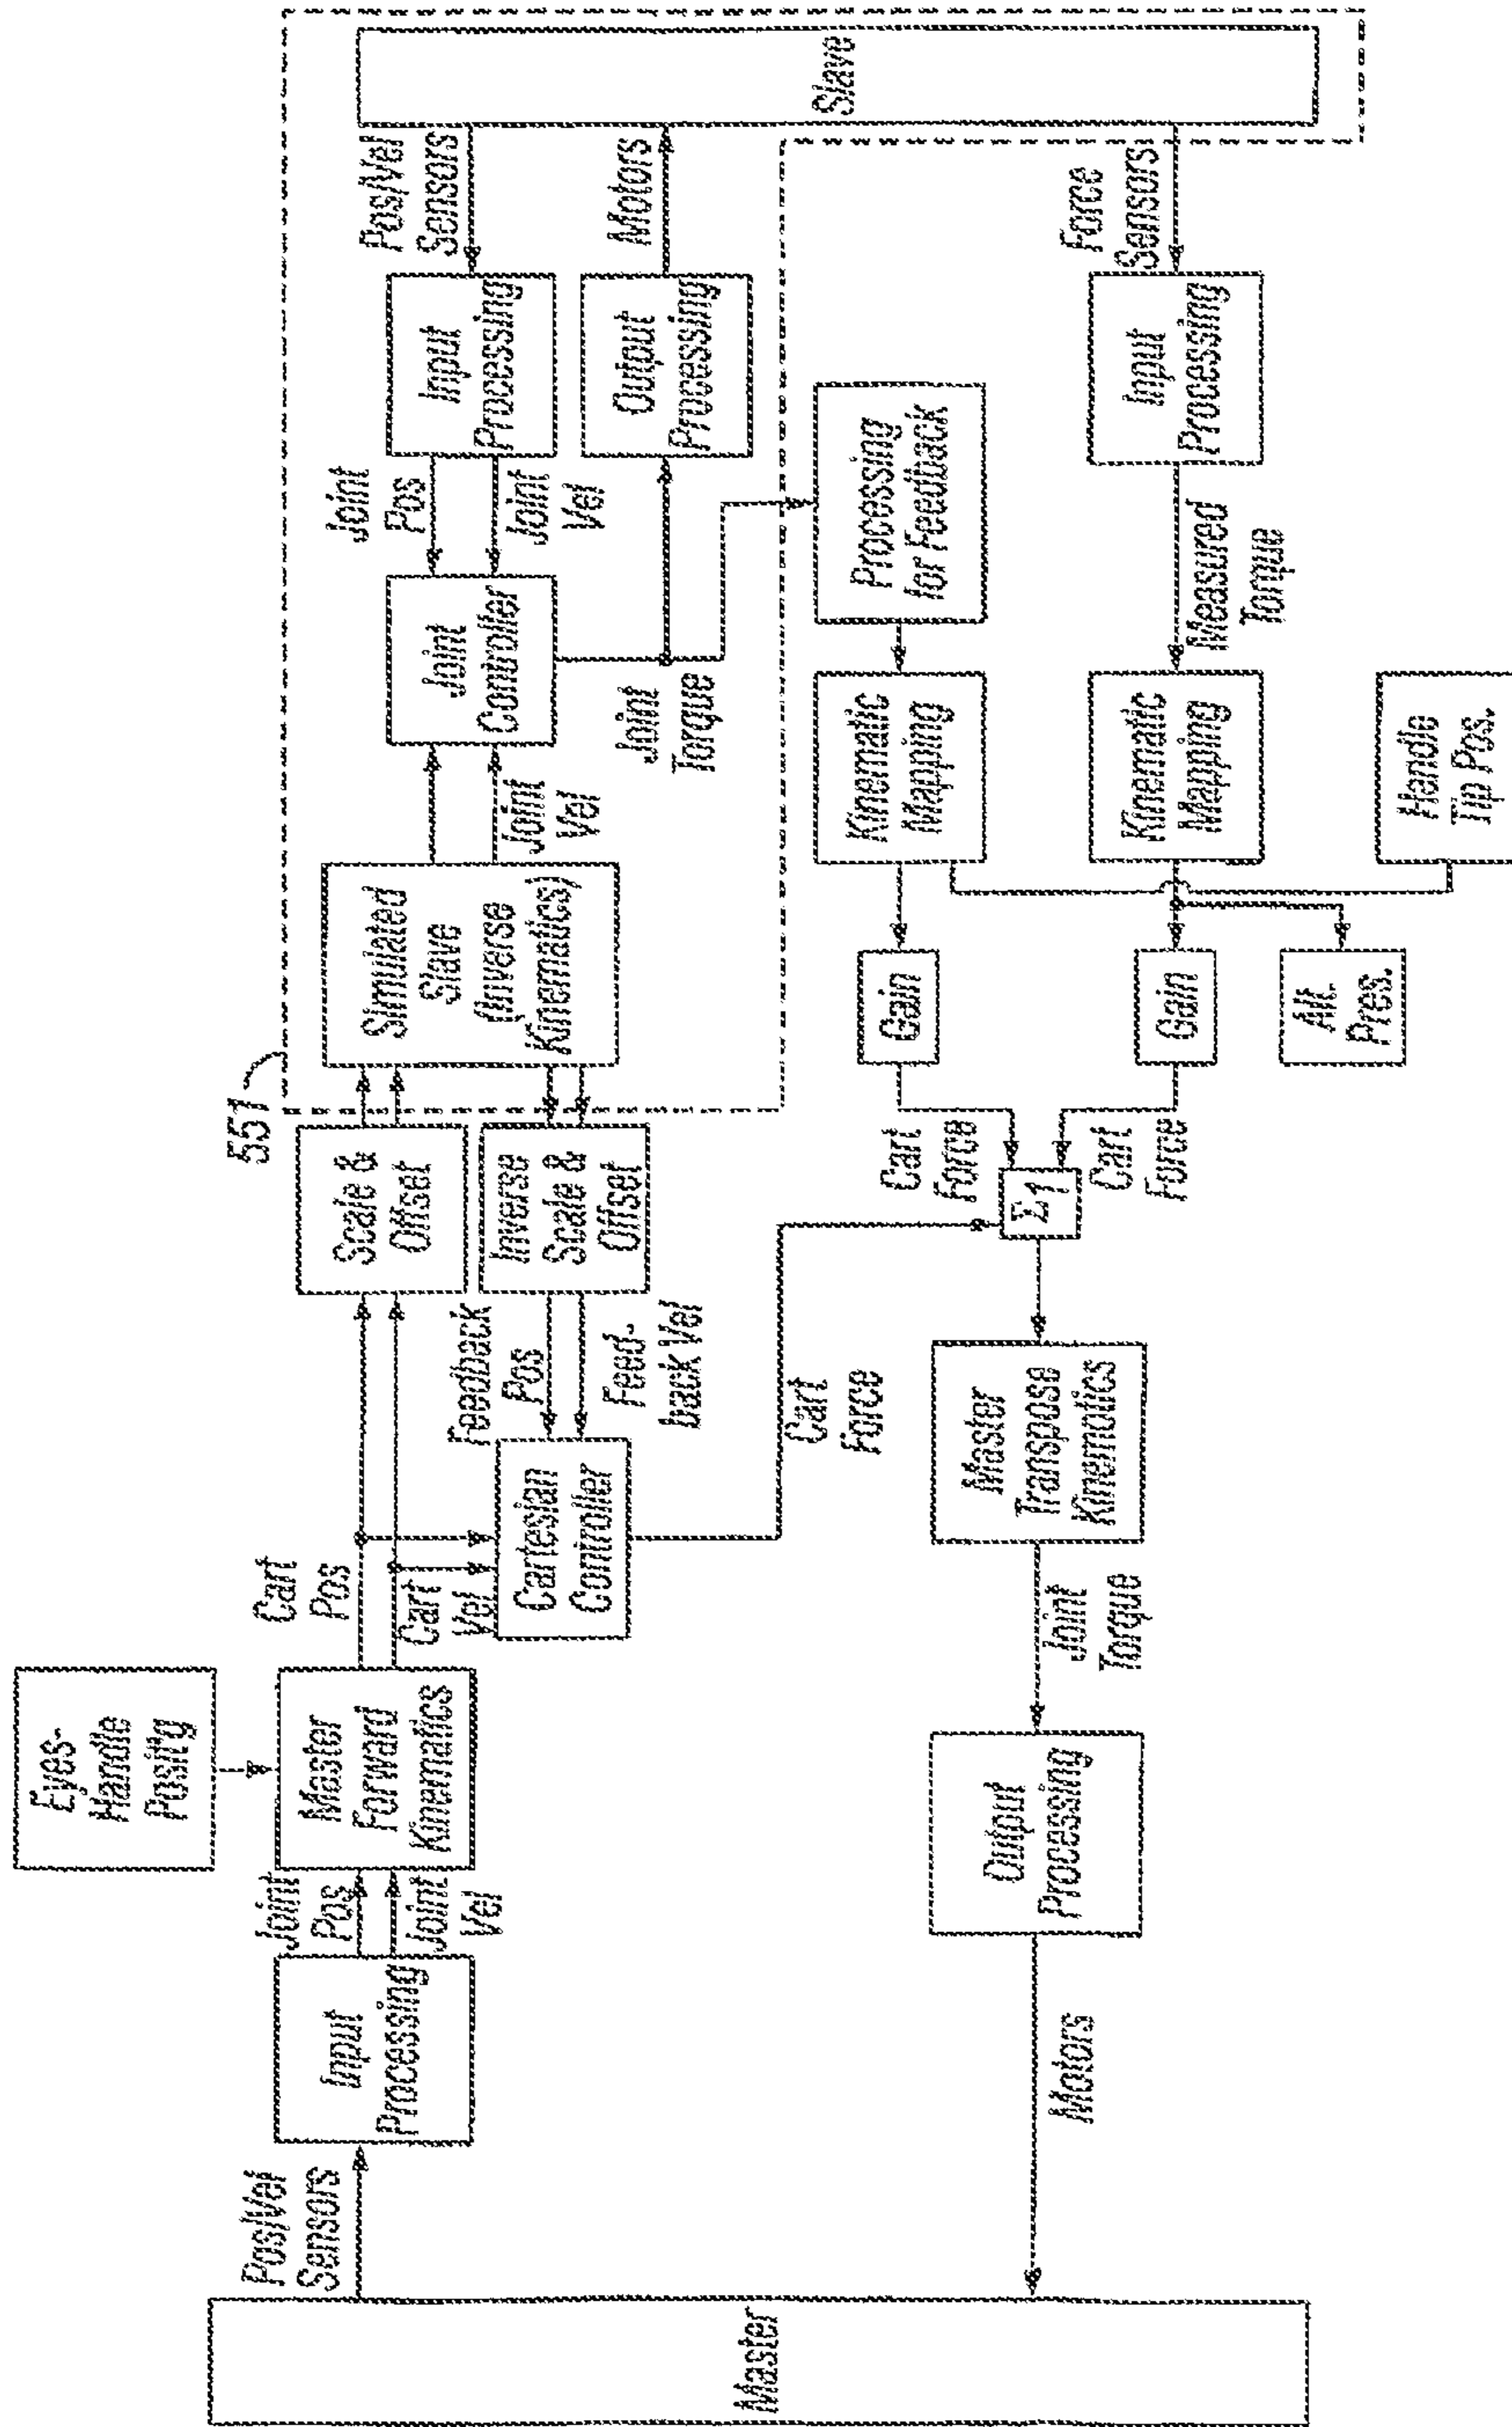 551
Eyes-
Handle
Positg
Master
Pos/Vel
Sensors
Input
Processing
Joint
Pos
Joint
Vel
Master
Forward
Kinematics
Cart
Pos
Cart
Vel
Cartesian
Controller
Feedback
Pos
Feed-
back Vel
Scale &
Offset
Inverse
Scale &
Offset
Simulated
Slave
(Inverse
Kinematics)
Joint
Vel
Joint
Controller
Joint
Pos
Joint
Vel
Input
Processing
Pos/Vel
Sensors
Output
Processing
Motors
Slave
Joint
Torque
Processing
for Feedback
Kinematic
Mapping
Gain
Cart
Force
Force
Sensors
Input
Processing
Measured
Torque
Kinematic
Mapping
Gain
Cart
Force
Handle
Tip Pos.
Alt.
Pres.
Σ1
Cart
Force
Master
Transpose
Kinemotics
Joint
Torque
Output
Processing
Motors